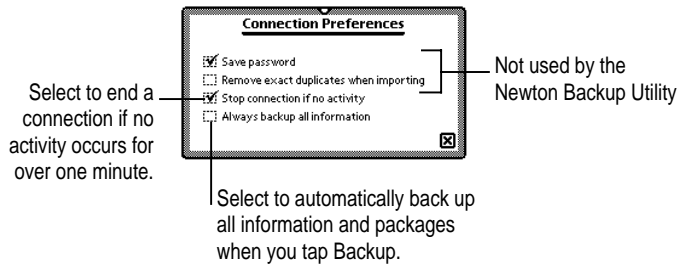 Connection Preferences
Save password
Remove exact duplicates when importing
Stop connection if no activity
Always backup all information
Not used by the
Newton Backup Utility
Select to end a
connection if no
activity occurs for
over one minute.
Select to automatically back up
all information and packages
when you tap Backup.